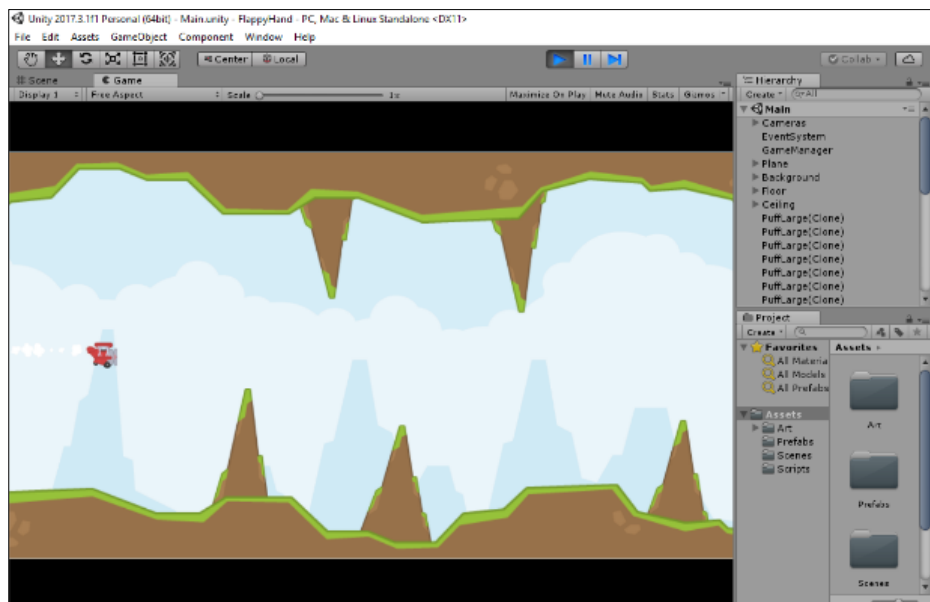 Unity 2017.3.1f1 Personal (64bit) - Main.unity - FlappyHand - PC, Mac & Linux Standalone <DX11>
File Edit Assets GameObject Component Window Help
Center Local Collab
Scene Game
Display 1 Free Aspect Scale 1x Maximize On Play Mute Audio Stats Gizmos
Hierarchy
Create All
Main
Cameras
EventSystem
GameManager
Plane
Background
Floor
Ceiling
PuffLarge(Clone)
PuffLarge(Clone)
PuffLarge(Clone)
PuffLarge(Clone)
PuffLarge(Clone)
PuffLarge(Clone)
PuffLarge(Clone)
Project
Create
Favorites
All Materia
All Models
All Prefabs
Assets
Art
Prefabs
Scenes
Scripts
Assets
Art
Prefabs
Scenes